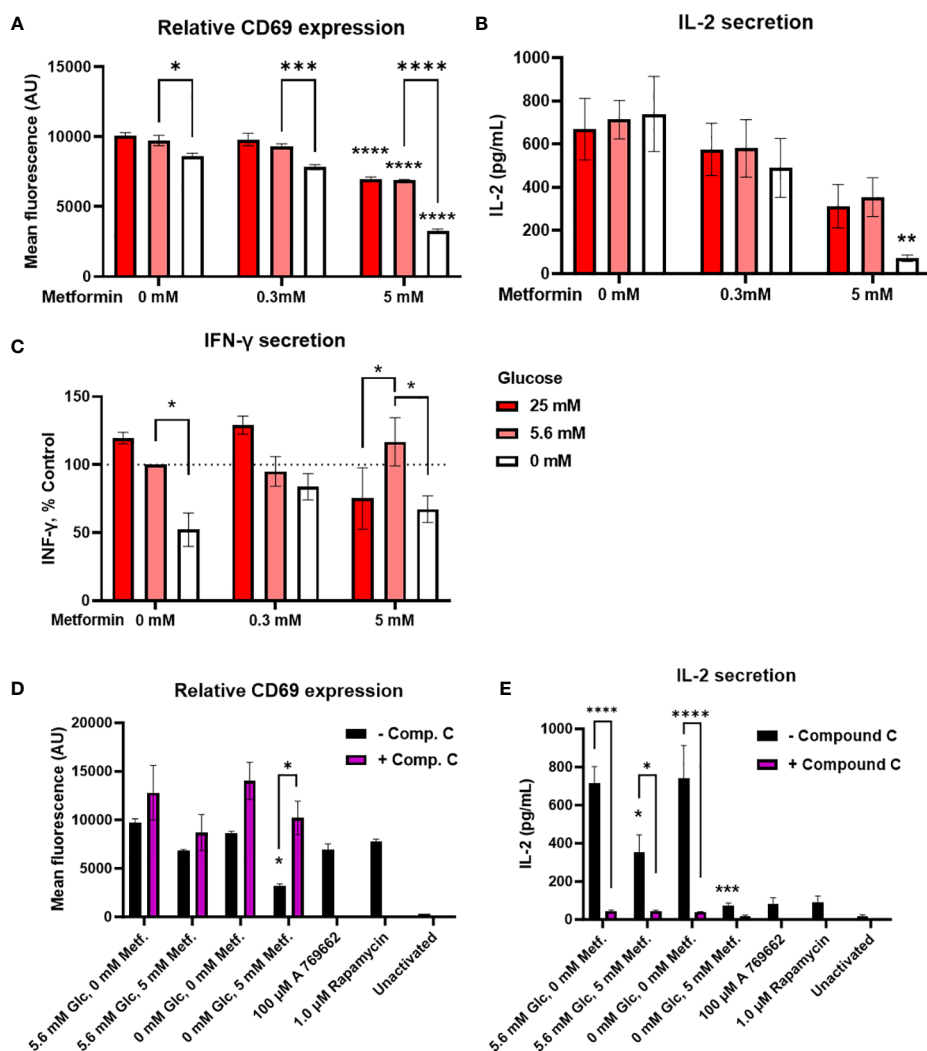 A
Relative CD69 expression
Mean fluorescence (AU)
15000
10000
5000
0
*
***
****
****
****
****
Metformin 0 mM 0.3mM 5 mM
B
IL-2 secretion
IL-2 (pg/mL)
1000
800
600
400
200
0
**
Metformin 0 mM 0.3mM 5 mM
C
IFN-γ secretion
INF-γ, % Control
150
100
50
0
*
*
*
Metformin 0 mM 0.3 mM 5 mM
Glucose
25 mM
5.6 mM
0 mM
D
Relative CD69 expression
Mean fluorescence (AU)
20000
15000
10000
5000
0
- Comp. C
+ Comp. C
*
*
5.6 mM Glc, 0 mM Metf.
5.6 mM Glc, 5 mM Metf.
0 mM Glc, 0 mM Metf.
0 mM Glc, 5 mM Metf.
100 µM A 769662
1.0 µM Rapamycin
Unactivated
E
IL-2 secretion
IL-2 (pg/mL)
1000
800
600
400
200
0
- Compound C
+ Compound C
****
*
*
****
***
5.6 mM Glc, 0 mM Metf.
5.6 mM Glc, 5 mM Metf.
0 mM Glc, 0 mM Metf.
0 mM Glc, 5 mM Metf.
100 µM A 769662
1.0 µM Rapamycin
Unactivated